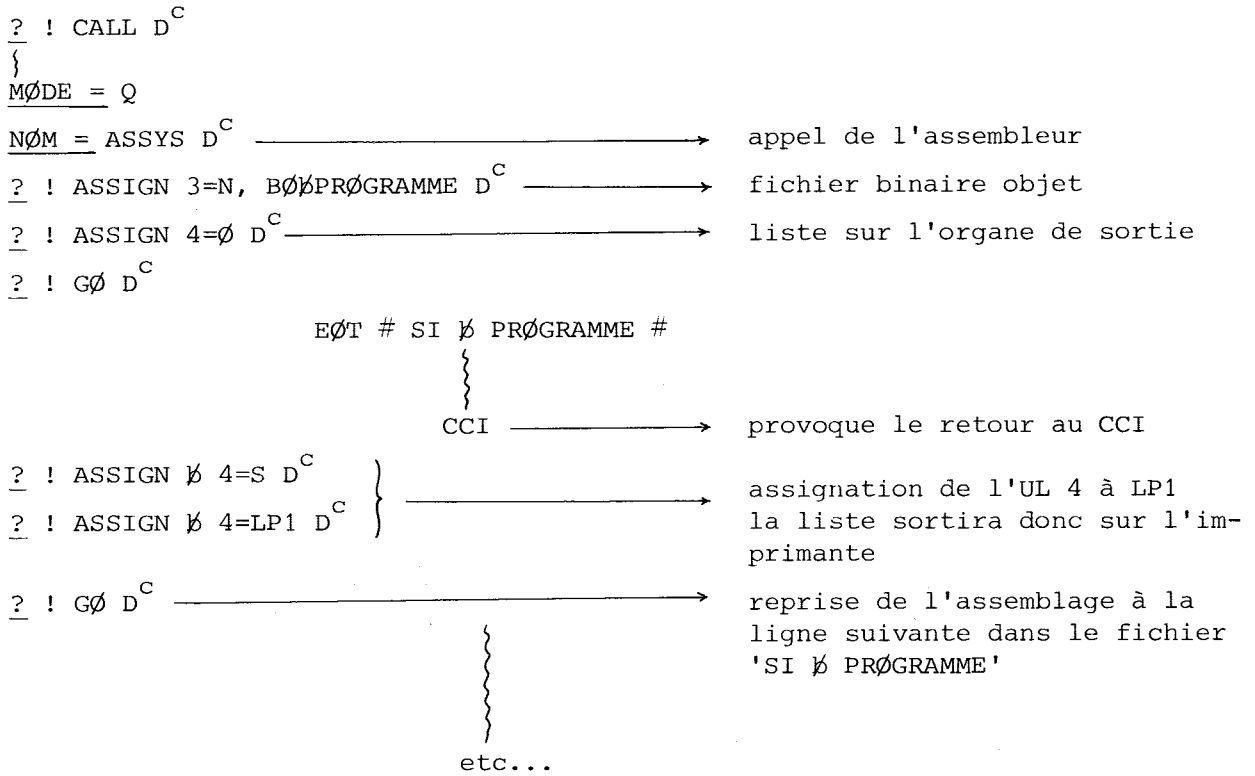 ? ! CALL D^C
MØDE = Q
NØM = ASSYS D^C → appel de l'assembleur
? ! ASSIGN 3=N, BØ␢PRØGRAMME D^C → fichier binaire objet
? ! ASSIGN 4=Ø D^C → liste sur l'organe de sortie
? ! GØ D^C
EØT # SI ␢ PRØGRAMME #
CCI → provoque le retour au CCI
? ! ASSIGN ␢ 4=S D^C
? ! ASSIGN ␢ 4=LP1 D^C
} → assignation de l'UL 4 à LP1
la liste sortira donc sur l'im-
primante
? ! GØ D^C → reprise de l'assemblage à la
ligne suivante dans le fichier
'SI ␢ PRØGRAMME'
etc...